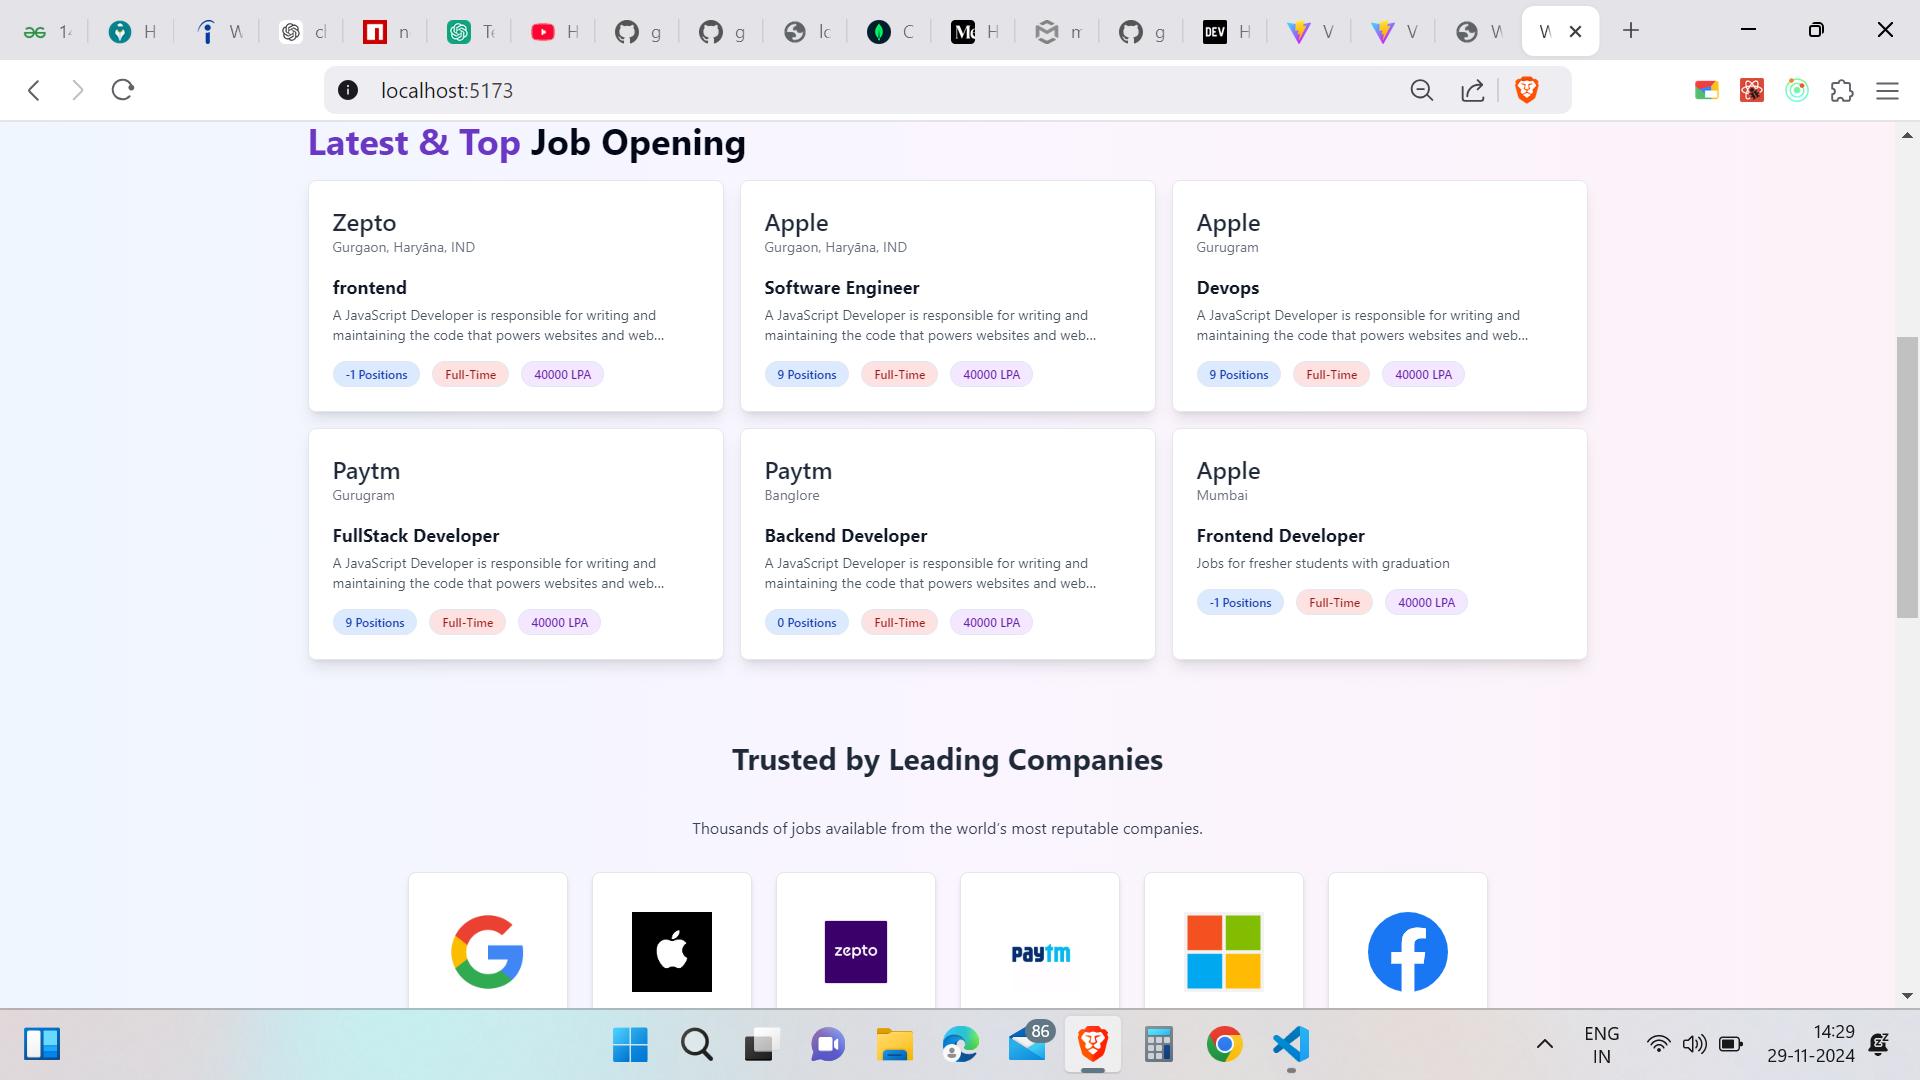 14
H
W
cl
n
Te
H
g
g
lc
C
Me
H
m
g
DEV
H
V
V
W
W
localhost:5173
Latest & Top Job Opening
Zepto
Gurgaon, Haryāna, IND
frontend
A JavaScript Developer is responsible for writing and
maintaining the code that powers websites and web...
-1 Positions Full-Time 40000 LPA
Apple
Gurgaon, Haryāna, IND
Software Engineer
A JavaScript Developer is responsible for writing and
maintaining the code that powers websites and web...
9 Positions Full-Time 40000 LPA
Apple
Gurugram
Devops
A JavaScript Developer is responsible for writing and
maintaining the code that powers websites and web...
9 Positions Full-Time 40000 LPA
Paytm
Gurugram
FullStack Developer
A JavaScript Developer is responsible for writing and
maintaining the code that powers websites and web...
9 Positions Full-Time 40000 LPA
Paytm
Banglore
Backend Developer
A JavaScript Developer is responsible for writing and
maintaining the code that powers websites and web...
0 Positions Full-Time 40000 LPA
Apple
Mumbai
Frontend Developer
Jobs for fresher students with graduation
-1 Positions Full-Time 40000 LPA
Trusted by Leading Companies
Thousands of jobs available from the world's most reputable companies.
zepto
paytm
86
ENG
IN
14:29
29-11-2024